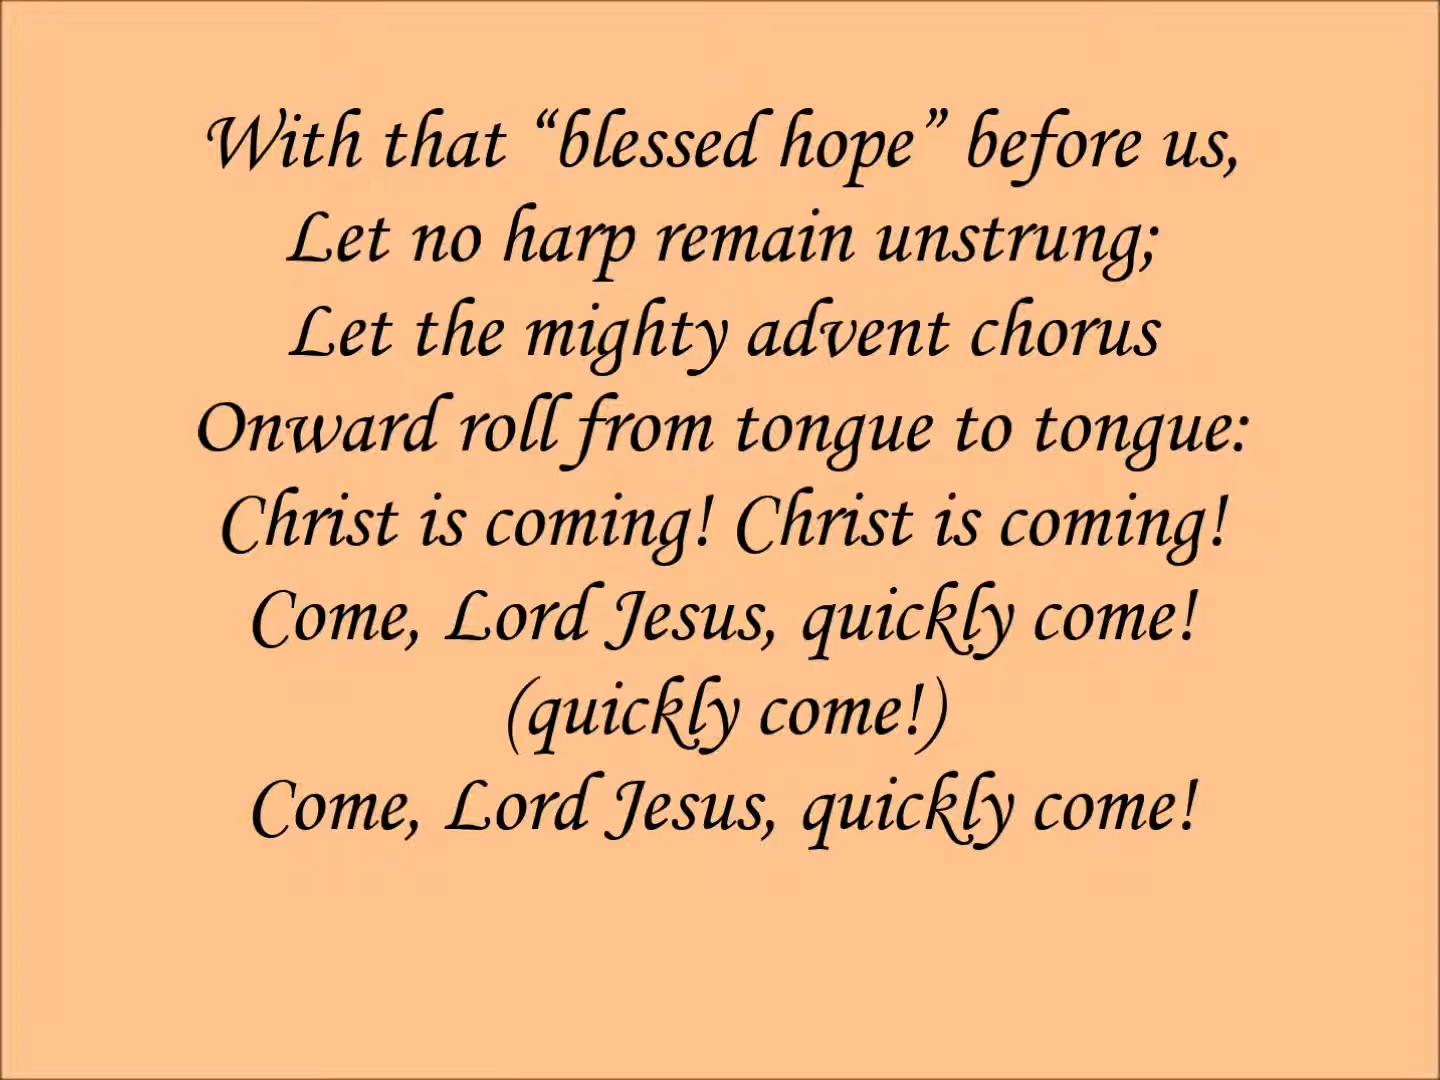 With that “blessed hope” before us,
Let no harp remain unstrung;
Let the mighty advent chorus
Onward roll from tongue to tongue:
Christ is coming! Christ is coming!
Come, Lord Jesus, quickly come!
(quickly come!)
Come, Lord Jesus, quickly come!